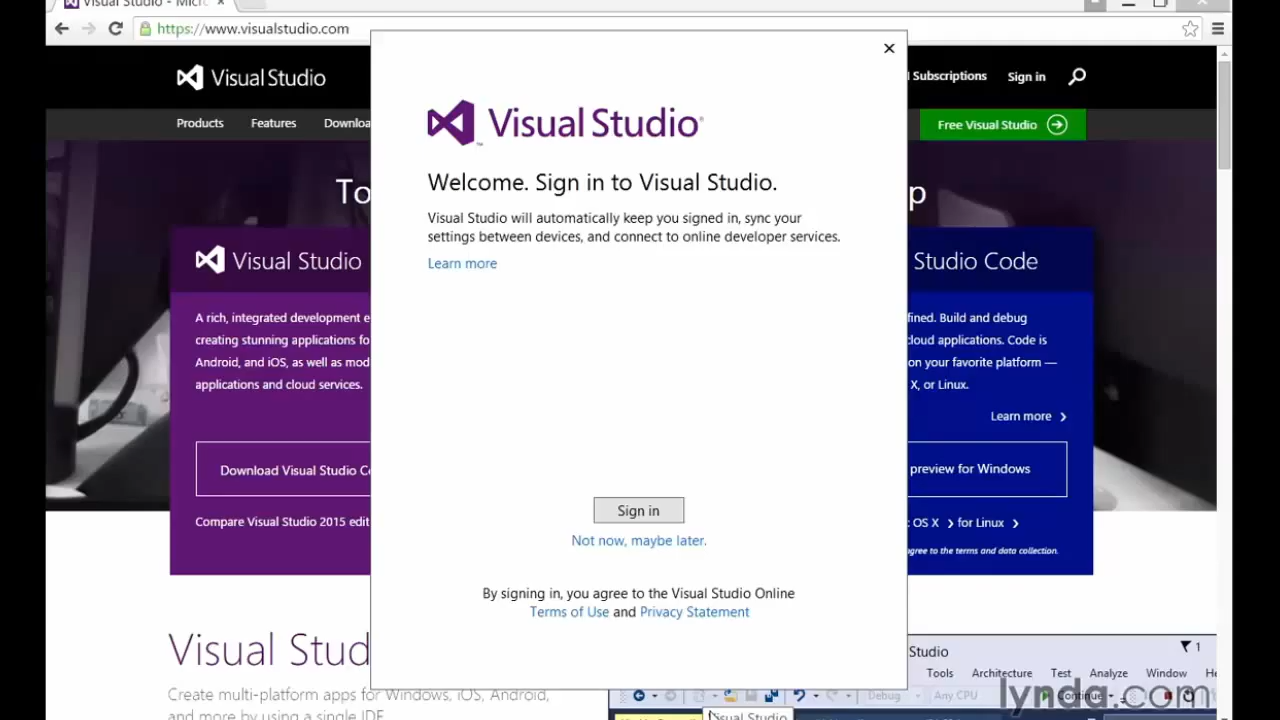 Visual Studio - Micro
https://www.visualstudio.com
Visual Studio
Subscriptions
Sign in
Products
Features
Free Visual Studio
To
p
Visual Studio
A rich, integrated development e
creating stunning applications fo
Android, and iOS, as well as mod
applications and cloud services.
Download Visual Studio Co
Compare Visual Studio 2015 edit
Visual Studio
Welcome. Sign in to Visual Studio.
Visual Studio will automatically keep you signed in, sync your
settings between devices, and connect to online developer services.
Learn more
Sign in
Not now, maybe later.
By signing in, you agree to the Visual Studio Online
Terms of Use and Privacy Statement
Studio Code
fined. Build and debug
cloud applications. Code is
on your favorite platform —
X, or Linux.
Learn more
preview for Windows
OS X
for Linux
agree to the terms and data collection.
Visual Stud
Create multi-platform apps for Windows, iOS, Android,
and more by using a single IDE
Studio
1
Tools Architecture Test Analyze Window He
Debug Any CPU Continue
Visual Studio
lynda.com